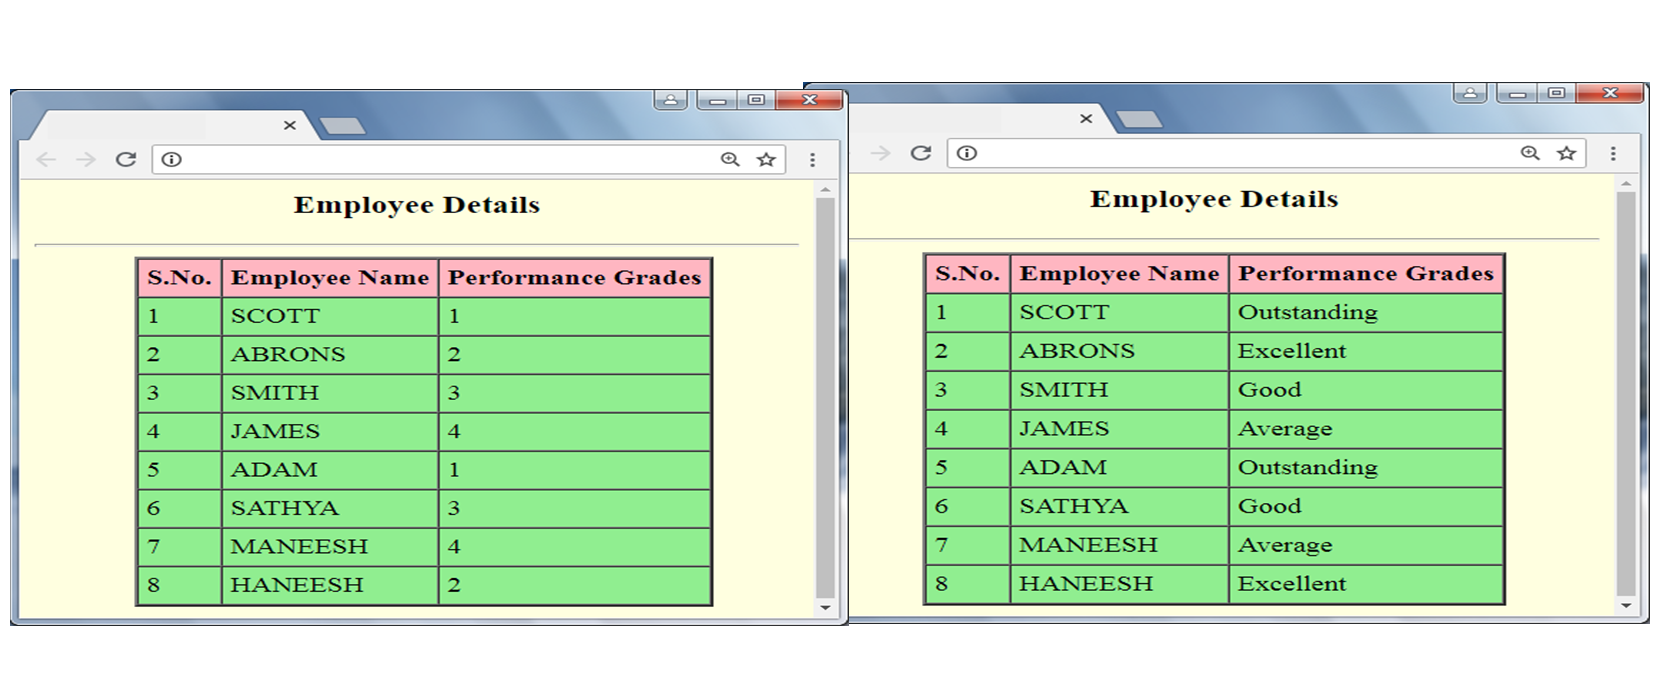 Employee Details
S.No. Employee Name Performance Grades
1 SCOTT 1
2 ABRONS 2
3 SMITH 3
4 JAMES 4
5 ADAM 1
6 SATHYA 3
7 MANEESH 4
8 HANEESH 2
Employee Details
S.No. Employee Name Performance Grades
1 SCOTT Outstanding
2 ABRONS Excellent
3 SMITH Good
4 JAMES Average
5 ADAM Outstanding
6 SATHYA Good
7 MANEESH Average
8 HANEESH Excellent